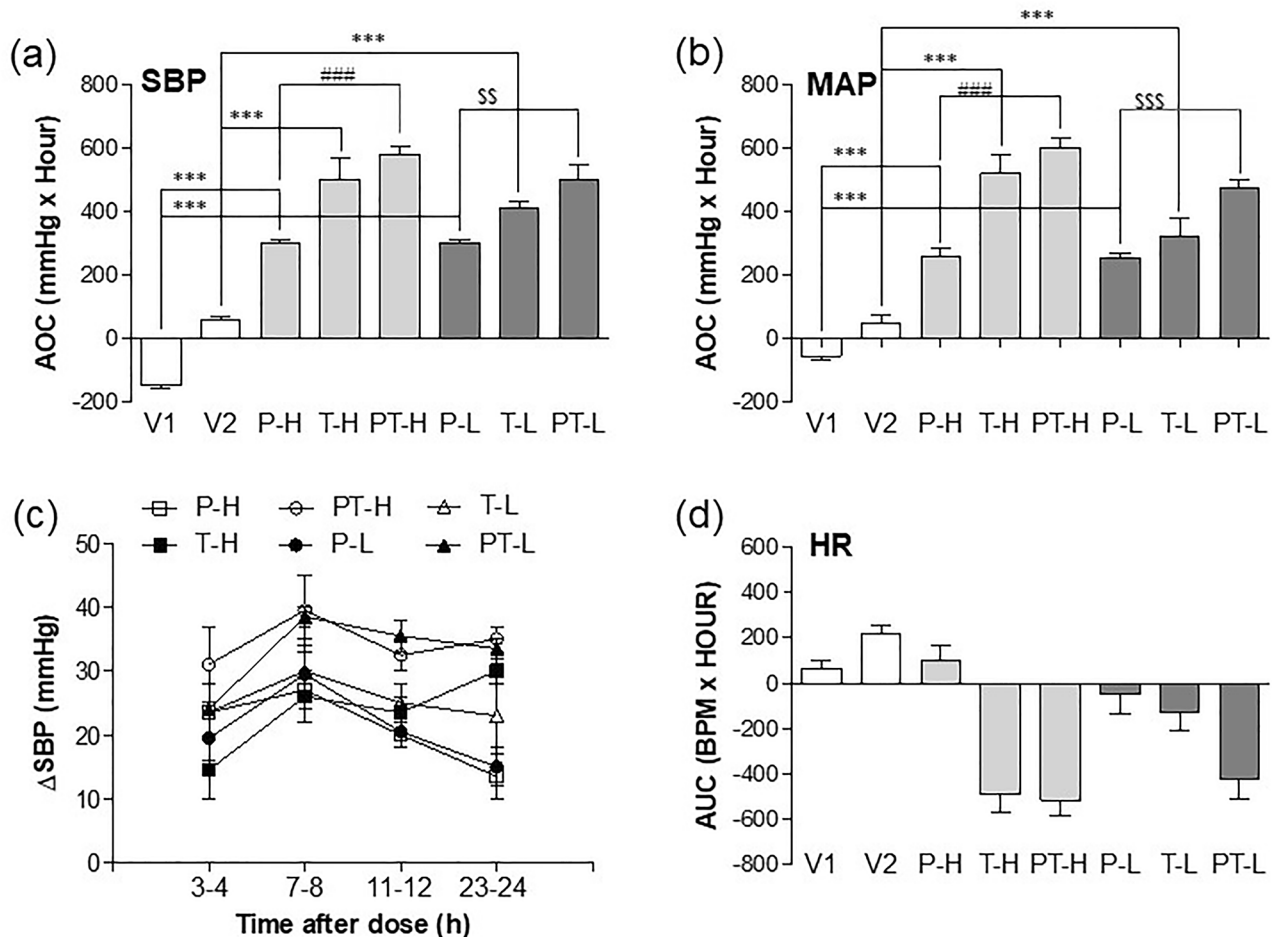 (a)
SBP
AOC (mmHg x Hour)
800
600
400
200
0
-200
***
###
$$
***
***
***
V1 V2 P-H T-H PT-H P-L T-L PT-L
(b)
MAP
AOC (mmHg x Hour)
800
600
400
200
0
-200
***
***
###
$$$
***
***
V1 V2 P-H T-H PT-H P-L T-L PT-L
(c)
P-H PT-H T-L
T-H P-L PT-L
ΔSBP (mmHg)
50
40
30
20
10
0
3-4 7-8 11-12 23-24
Time after dose (h)
(d)
HR
AUC (BPM x HOUR)
600
400
200
0
-200
-400
-600
-800
V1 V2 P-H T-H PT-H P-L T-L PT-L